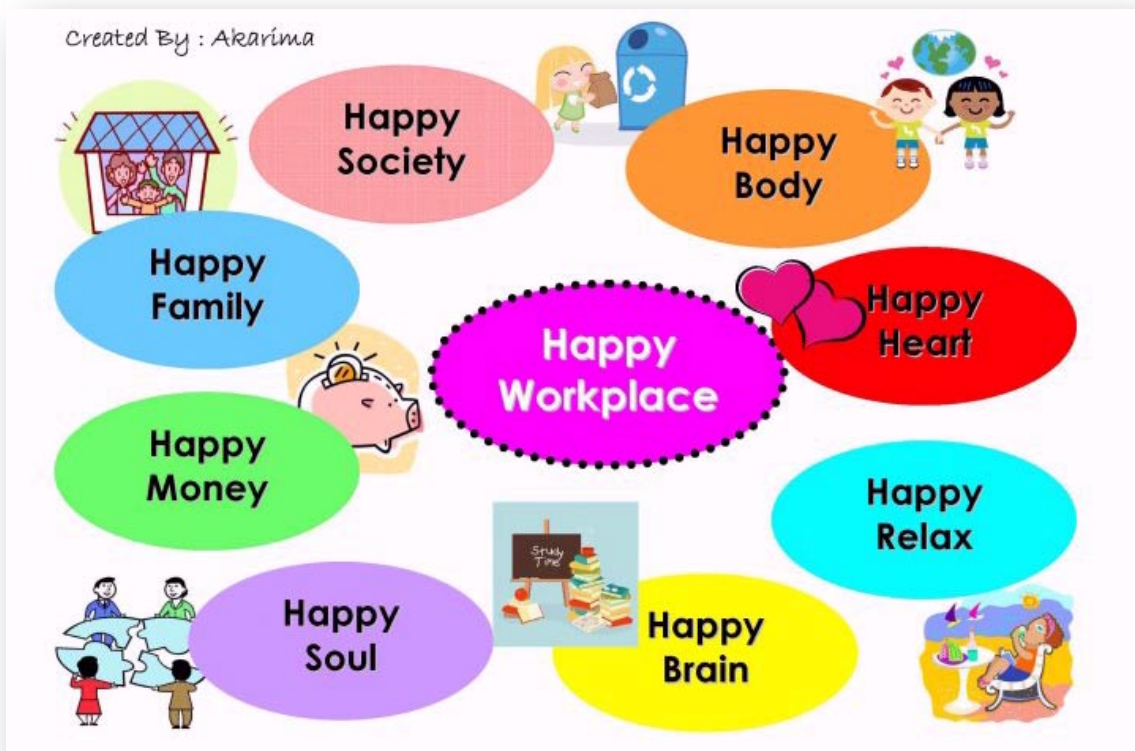 Created By : Akarima
Happy
Society
Happy
Body
Happy
Family
Happy
Heart
Happy
Workplace
Happy
Money
Happy
Relax
Study
Time
Happy
Soul
Happy
Brain